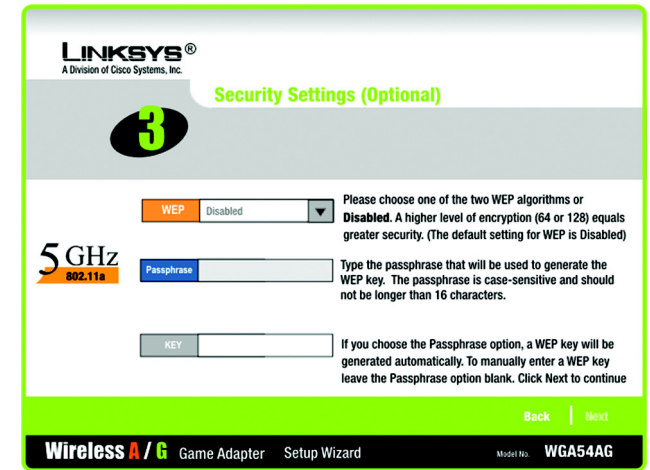 LINKSYS®
A Division of Cisco Systems, Inc.
Security Settings (Optional)
3
WEP Disabled
Please choose one of the two WEP algorithms or
Disabled. A higher level of encryption (64 or 128) equals
greater security. (The default setting for WEP is Disabled)
5 GHz
802.11a
Passphrase
Type the passphrase that will be used to generate the
WEP key. The passphrase is case-sensitive and should
not be longer than 16 characters.
KEY
If you choose the Passphrase option, a WEP key will be
generated automatically. To manually enter a WEP key
leave the Passphrase option blank. Click Next to continue
Back | Next
Wireless A / G Game Adapter Setup Wizard Model No. WGA54AG